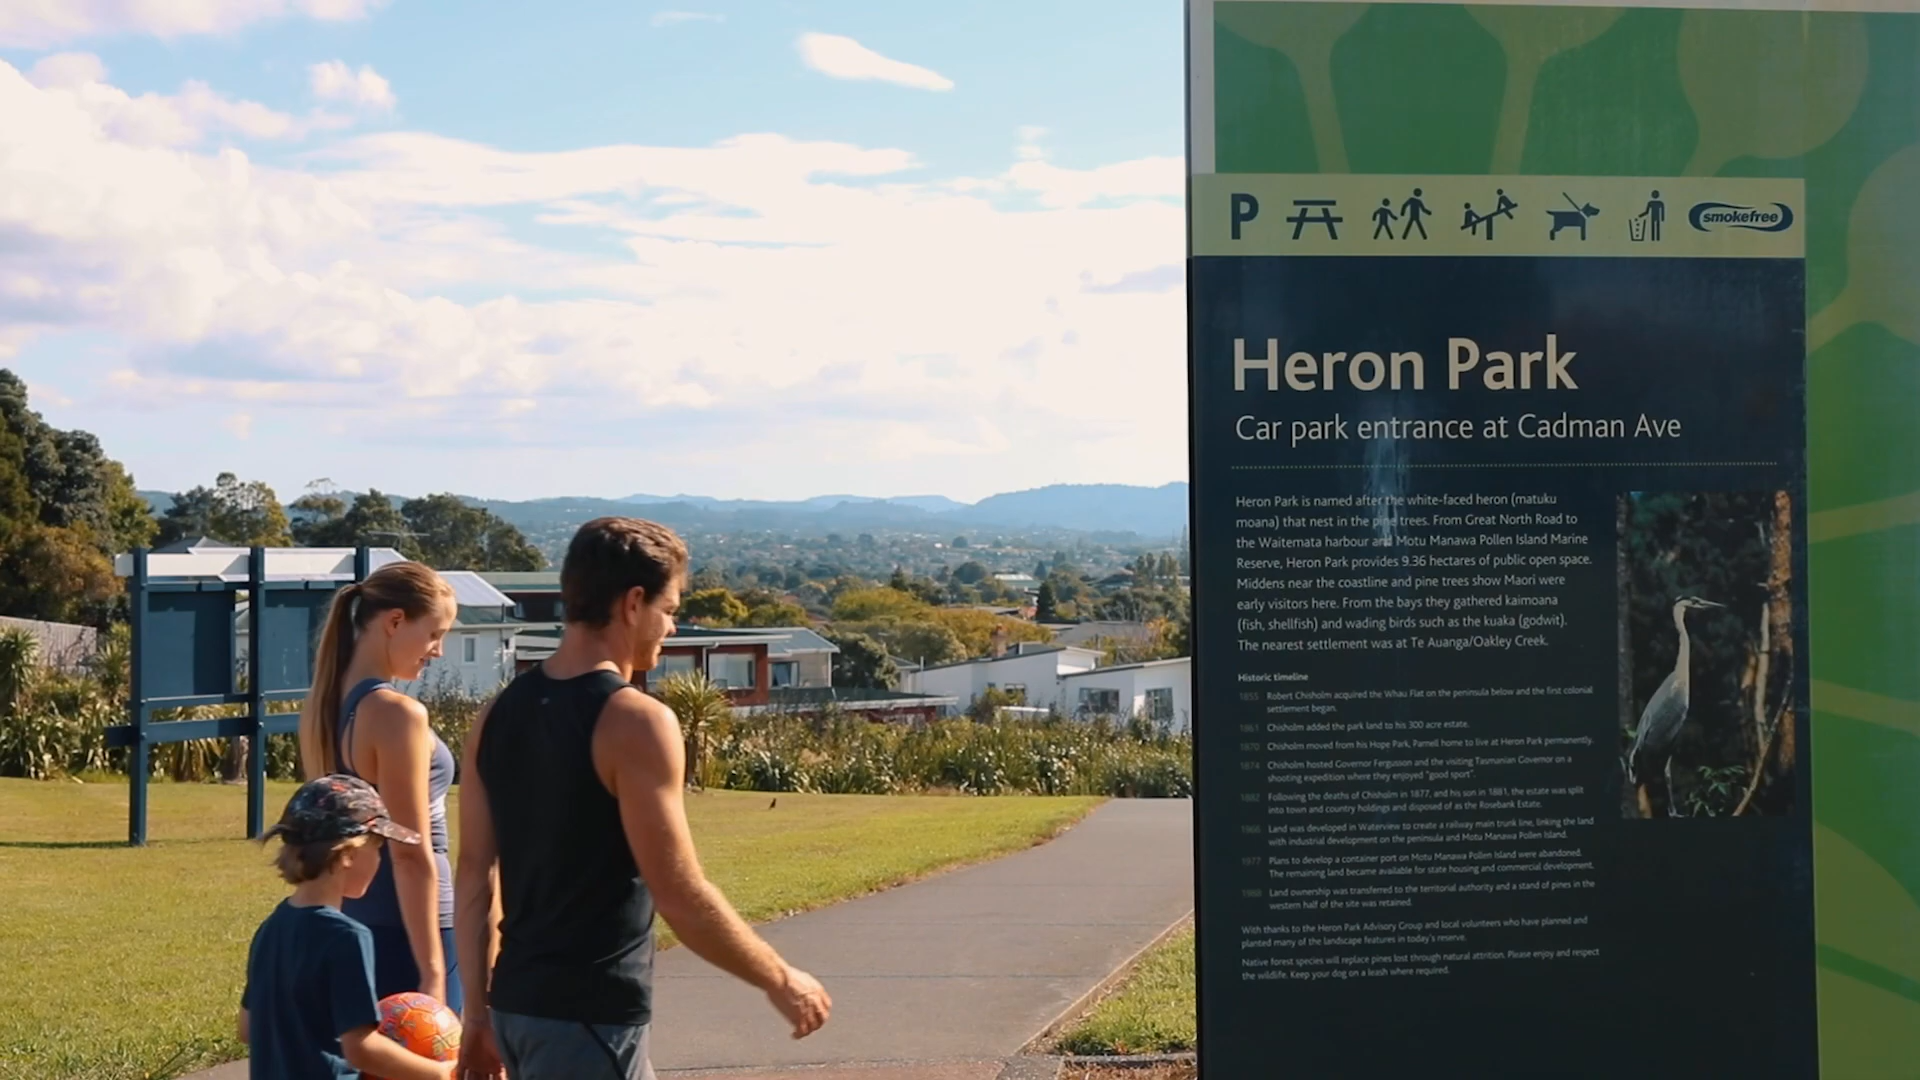 P
smokefree
Heron Park
Car park entrance at Cadman Ave
Heron Park is named after the white-faced heron (matuku
moana) that nest in the pine trees. From Great North Road to
the Waitemata harbour and Motu Manawa Pollen Island Marine
Reserve, Heron Park provides 9.36 hectares of public open space.
Middens near the coastline and pine trees show Maori were
early visitors here. From the bays they gathered kaimoana
(fish, shellfish) and wading birds such as the kuaka (godwit).
The nearest settlement was at Te Auanga/Oakley Creek.
Historic timeline
1855 Robert Chisholm acquired the Whau Flat on the peninsula below and the first colonial
settlement began.
1861 Chisholm added the park land to his 300 acre estate.
1870 Chisholm moved from his Hope Park, Parnell home to live at Heron Park permanently.
1874 Chisholm hosted Governor Fergusson and the visiting Tasmanian Governor on a
shooting expedition where they enjoyed "good sport".
1882 Following the deaths of Chisholm in 1877, and his son in 1881, the estate was split
into town and country holdings and disposed of as the Rosebank Estate.
Land was developed in Waterview to create a railway main trunk line, linking the land
with industrial development on the peninsula and Motu Manawa Pollen Island.
1977 Plans to develop a container port on Motu Manawa Pollen Island were abandoned.
The remaining land became available for state housing and commercial development.
Land ownership was transferred to the territorial authority and a stand of pines in the
western half of the site was retained.
With thanks to the Heron Park Advisory Group and local volunteers who have planned and
planted many of the landscape features in today's reserve.
Native forest species will replace pines lost through natural attrition. Please enjoy and respect
the wildlife. Keep your dog on a leash where required.